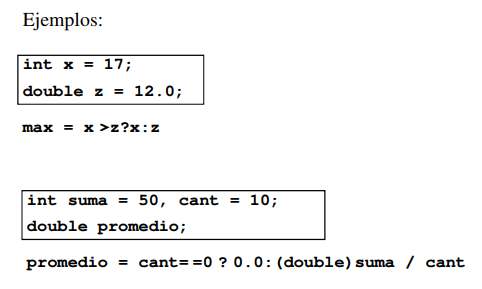 Ejemplos:
int x = 17;
double z = 12.0;
max = x >z?x:z
int suma = 50, cant = 10;
double promedio;
promedio = cant= =0 ? 0.0: (double) suma / cant